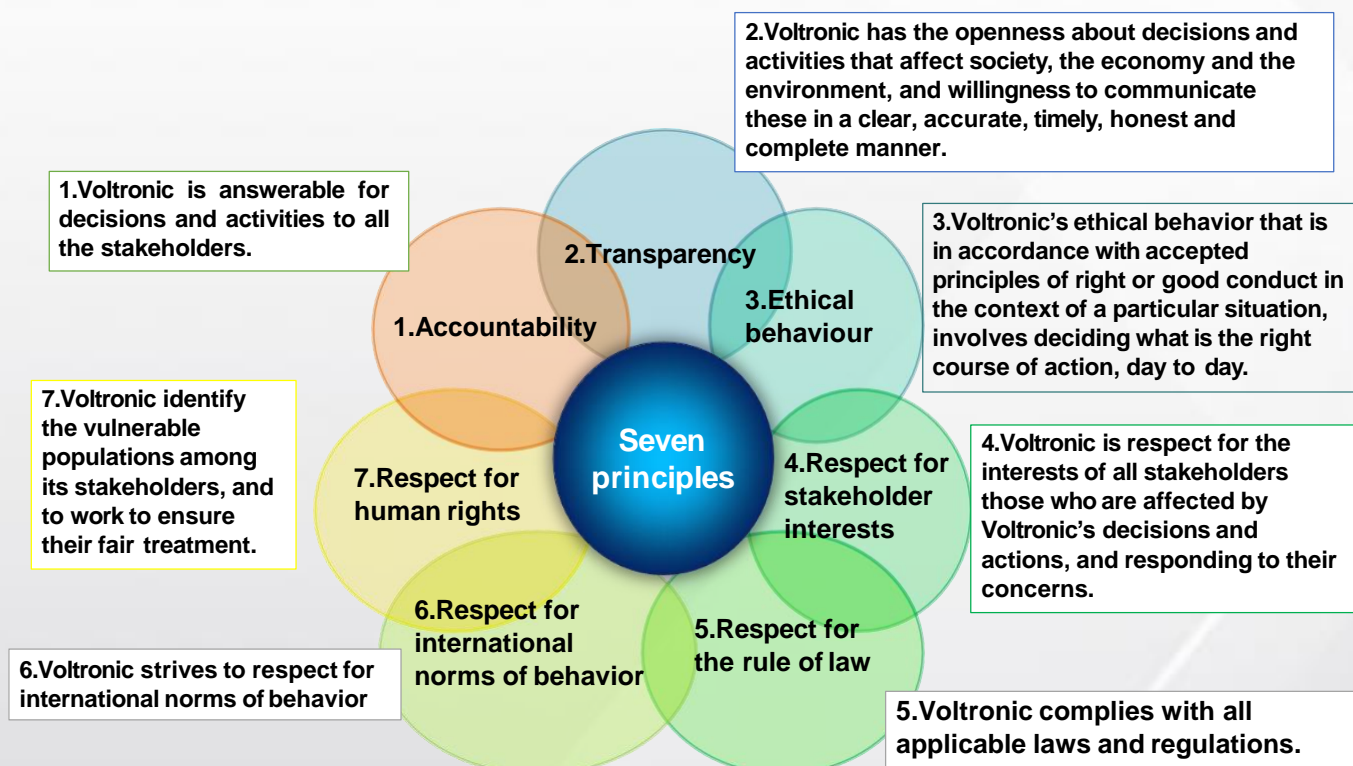 2.Voltronic has the openness about decisions and
activities that affect society, the economy and the
environment, and willingness to communicate
these in a clear, accurate, timely, honest and
complete manner.
1.Voltronic is answerable for
decisions and activities to all
the stakeholders.
3.Voltronic’s ethical behavior that is
in accordance with accepted
principles of right or good conduct in
the context of a particular situation,
involves deciding what is the right
course of action, day to day.
2.Transparency
3.Ethical
behaviour
1.Accountability
7.Voltronic identify
the vulnerable
populations among
its stakeholders, and
to work to ensure
their fair treatment.
Seven
principles
4.Respect for
stakeholder
interests
4.Voltronic is respect for the
interests of all stakeholders
those who are affected by
Voltronic’s decisions and
actions, and responding to their
concerns.
7.Respect for
human rights
6.Respect for
international
norms of behavior
5.Respect for
the rule of law
6.Voltronic strives to respect for
international norms of behavior
5.Voltronic complies with all
applicable laws and regulations.